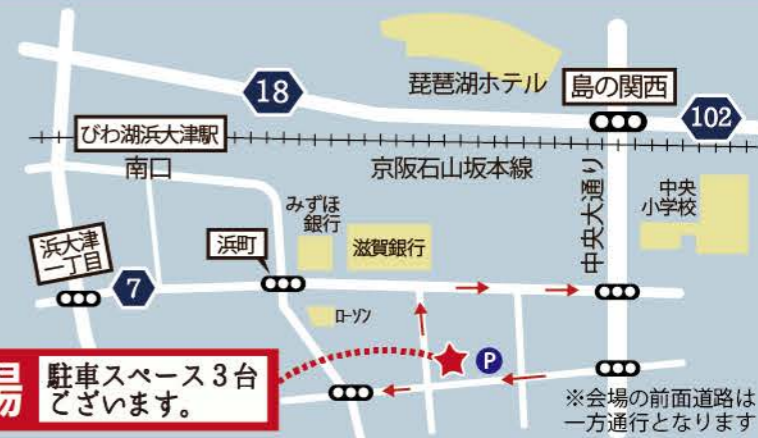 琵琶湖ホテル
島の関西
18
102
びわ湖浜大津駅
南口
京阪石山坂本線
中央大通り
中央
小学校
みずほ
銀行
滋賀銀行
浜町
浜大津
一丁目
7
ローソン
P
場
駐車スペース3台
ございます。
※会場の前面道路は
一方通行となります